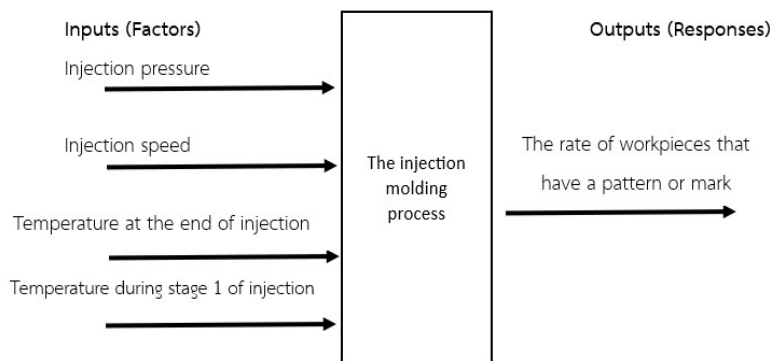 Inputs (Factors)
Outputs (Responses)
Injection pressure
Injection speed
Temperature at the end of injection
Temperature during stage 1 of injection
The injection
molding
process
The rate of workpieces that
have a pattern or mark